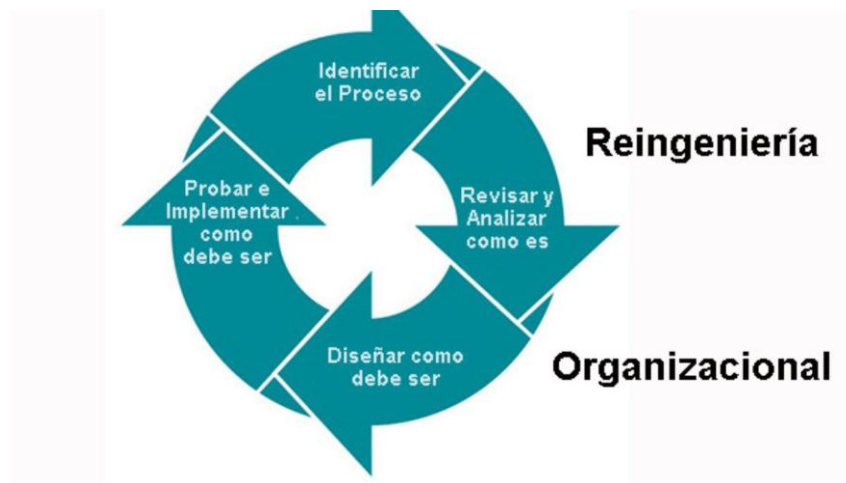 Identificar
el Proceso
Reingeniería
Revisar y
Analizar
como es
Probar e
Implementar
como
debe ser
Diseñar como
debe ser
Organizacional